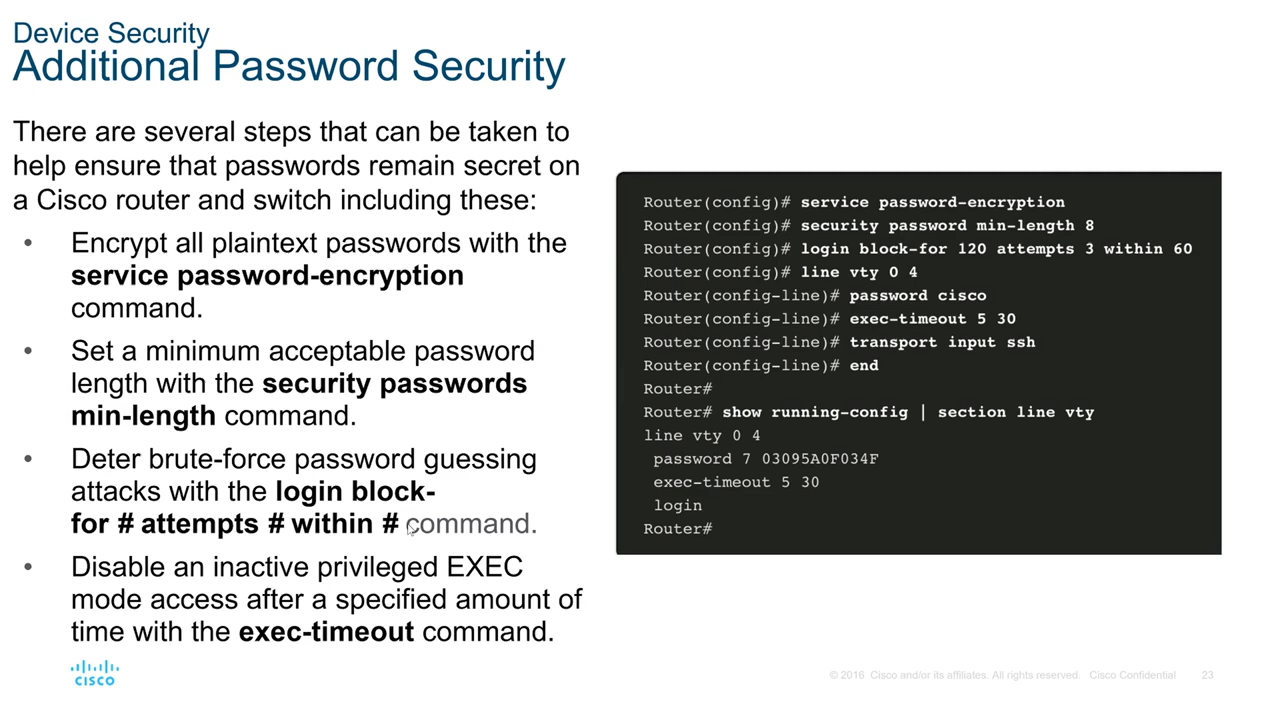 Device Security
Additional Password Security
There are several steps that can be taken to
help ensure that passwords remain secret on
a Cisco router and switch including these:
• Encrypt all plaintext passwords with the
service password-encryption
command.
• Set a minimum acceptable password
length with the security passwords
min-length command.
• Deter brute-force password guessing
attacks with the login block-
for # attempts # within # command.
• Disable an inactive privileged EXEC
mode access after a specified amount of
time with the exec-timeout command.
Router(config)# service password-encryption
Router(config)# security password min-length 8
Router(config)# login block-for 120 attempts 3 within 60
Router(config)# line vty 0 4
Router(config-line)# password cisco
Router(config-line)# exec-timeout 5 30
Router(config-line)# transport input ssh
Router(config-line)# end
Router#
Router# show running-config | section line vty
line vty 0 4
password 7 03095A0F034F
exec-timeout 5 30
login
Router#
CISCO
© 2016 Cisco and/or its affiliates. All rights reserved. Cisco Confidential 23